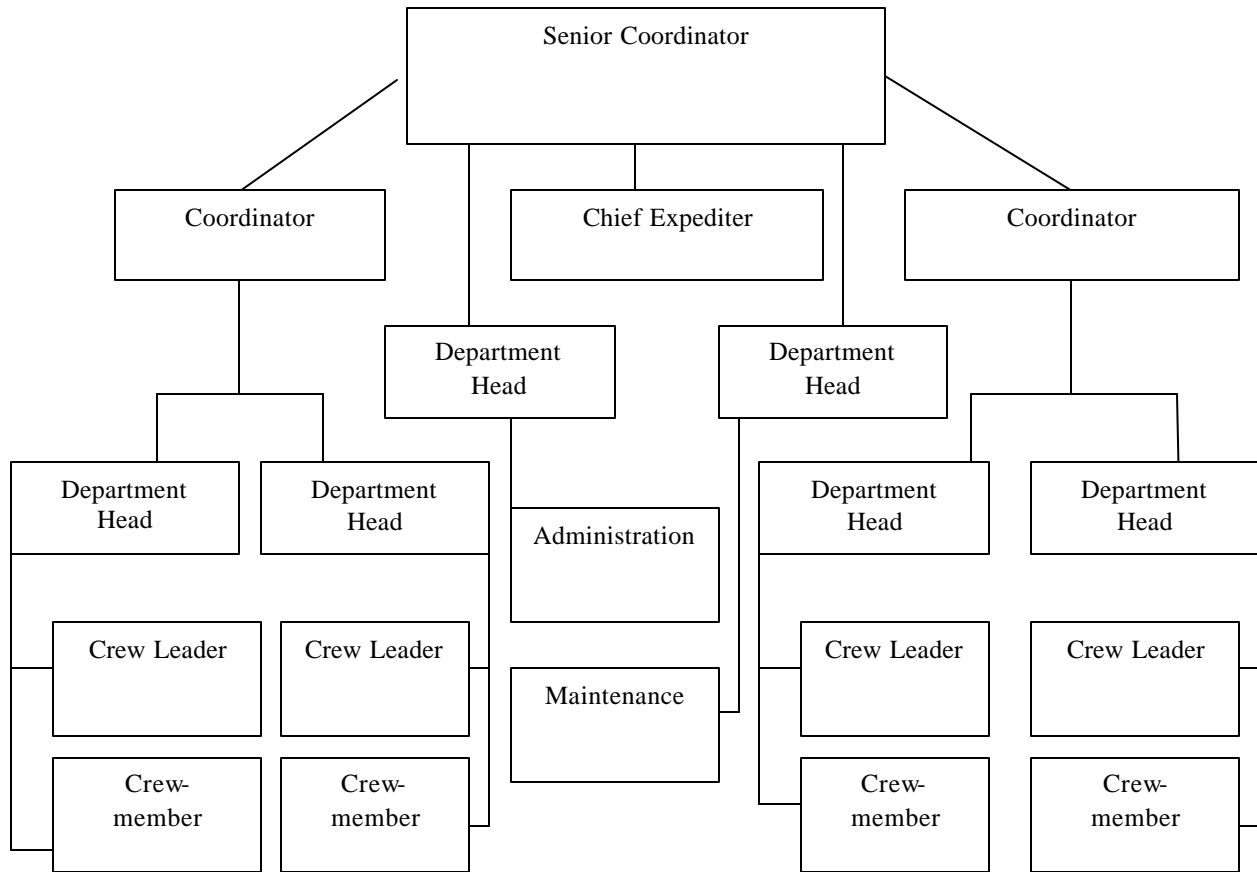 Senior Coordinator
Coordinator
Chief Expediter
Coordinator
Department
Head
Department
Head
Department
Head
Department
Head
Department
Head
Department
Head
Administration
Crew Leader
Crew Leader
Crew Leader
Crew Leader
Maintenance
Crew-
member
Crew-
member
Crew-
member
Crew-
member